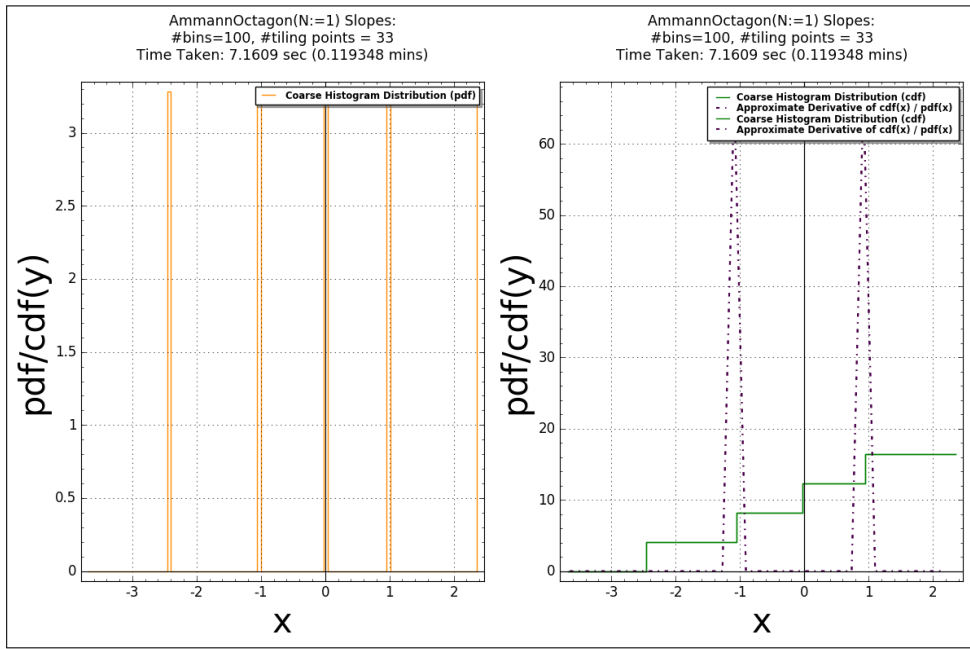 AmmannOctagon(N:=1) Slopes:
#bins=100, #tiling points = 33
Time Taken: 7.1609 sec (0.119348 mins)
Coarse Histogram Distribution (pdf)
3
2.5
2
1.5
1
0.5
0
pdf/cdf(y)
-3 -2 -1 0 1 2
x
AmmannOctagon(N:=1) Slopes:
#bins=100, #tiling points = 33
Time Taken: 7.1609 sec (0.119348 mins)
Coarse Histogram Distribution (cdf)
Approximate Derivative of cdf(x) / pdf(x)
Coarse Histogram Distribution (cdf)
Approximate Derivative of cdf(x) / pdf(x)
60
50
40
30
20
10
0
pdf/cdf(y)
-3 -2 -1 0 1 2
x